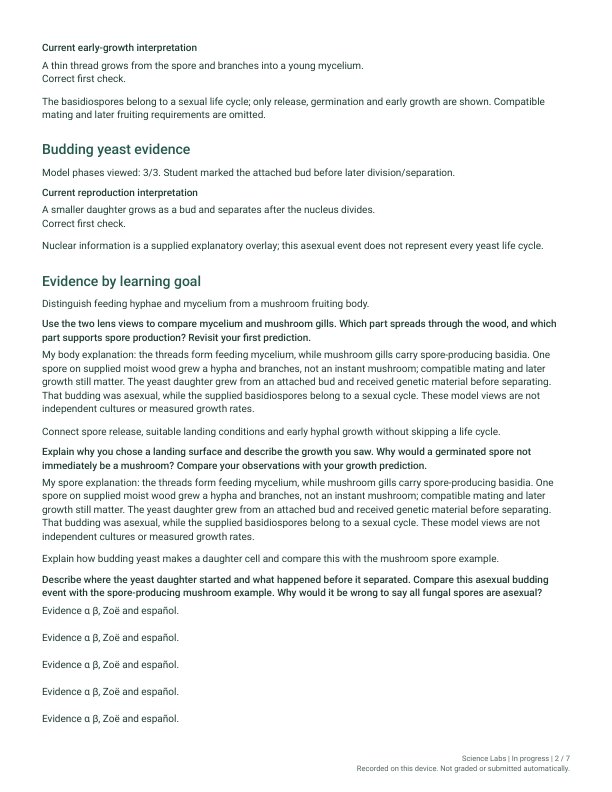 Current early-growth interpretation
A thin thread grows from the spore and branches into a young mycelium.
Correct first check.
The basidiospores belong to a sexual life cycle; only release, germination and early growth are shown. Compatible
mating and later fruiting requirements are omitted.
Budding yeast evidence
Model phases viewed: 3/3. Student marked the attached bud before later division/separation.
Current reproduction interpretation
A smaller daughter grows as a bud and separates after the nucleus divides.
Correct first check.
Nuclear information is a supplied explanatory overlay; this asexual event does not represent every yeast life cycle.
Evidence by learning goal
Distinguish feeding hyphae and mycelium from a mushroom fruiting body.
Use the two lens views to compare mycelium and mushroom gills. Which part spreads through the wood, and which
part supports spore production? Revisit your first prediction.
My body explanation: the threads form feeding mycelium, while mushroom gills carry spore-producing basidia. One
spore on supplied moist wood grew a hypha and branches, not an instant mushroom; compatible mating and later
growth still matter. The yeast daughter grew from an attached bud and received genetic material before separating.
That budding was asexual, while the supplied basidiospores belong to a sexual cycle. These model views are not
independent cultures or measured growth rates.
Connect spore release, suitable landing conditions and early hyphal growth without skipping a life cycle.
Explain why you chose a landing surface and describe the growth you saw. Why would a germinated spore not
immediately be a mushroom? Compare your observations with your growth prediction.
My spore explanation: the threads form feeding mycelium, while mushroom gills carry spore-producing basidia. One
spore on supplied moist wood grew a hypha and branches, not an instant mushroom; compatible mating and later
growth still matter. The yeast daughter grew from an attached bud and received genetic material before separating.
That budding was asexual, while the supplied basidiospores belong to a sexual cycle. These model views are not
independent cultures or measured growth rates.
Explain how budding yeast makes a daughter cell and compare this with the mushroom spore example.
Describe where the yeast daughter started and what happened before it separated. Compare this asexual budding
event with the spore-producing mushroom example. Why would it be wrong to say all fungal spores are asexual?
Evidence α β, Zoë and español.
Evidence α β, Zoë and español.
Evidence α β, Zoë and español.
Evidence α β, Zoë and español.
Evidence α β, Zoë and español.
Science Labs | In progress | 2 / 7
Recorded on this device. Not graded or submitted automatically.